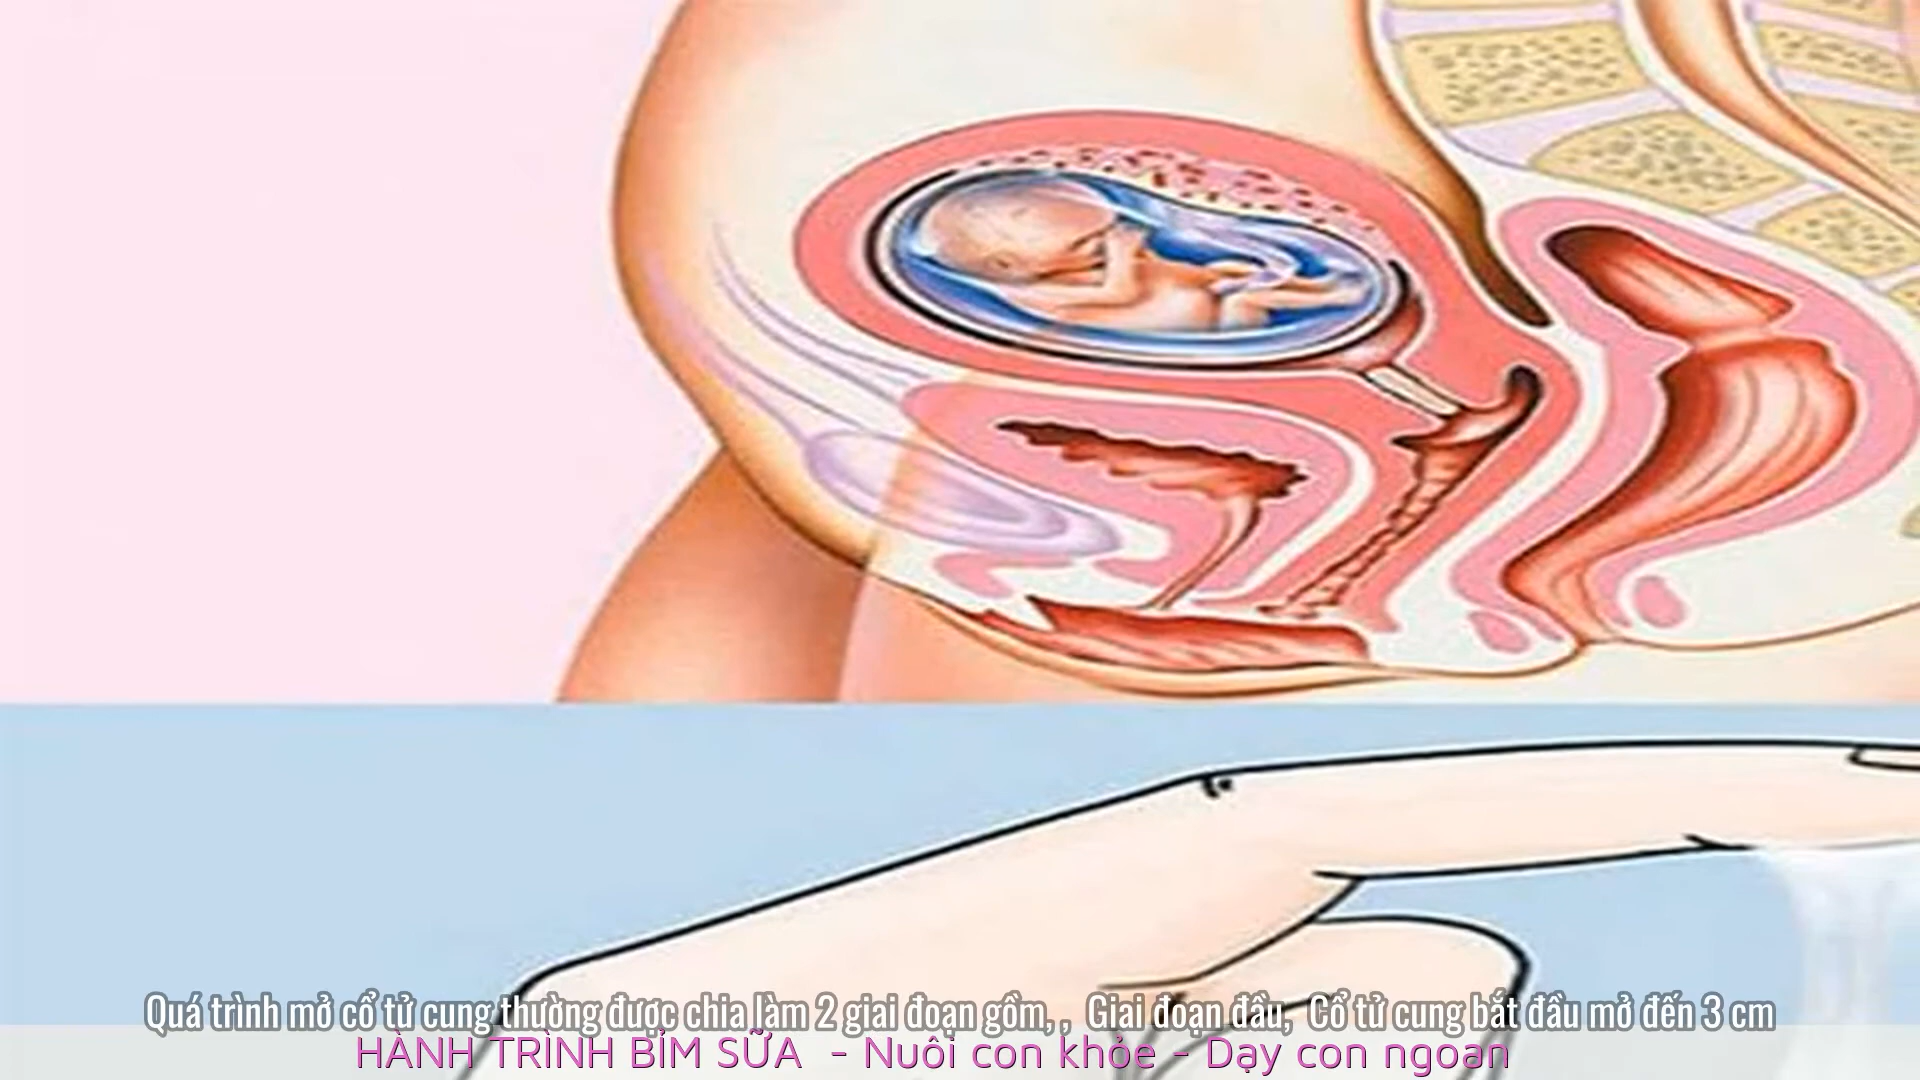 Quá trình mở cổ tử cung thường được chia làm 2 giai đoạn gồm, , Giai đoạn đầu, Cổ tử cung bắt đầu mở đến 3 cm
HÀNH TRÌNH BỈM SỮA - Nuôi con khỏe - Dạy con ngoan